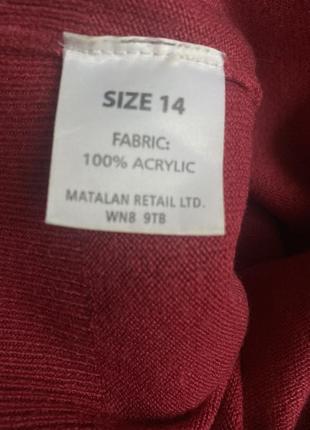 SIZE 14
FABRIC:
100% ACRYLIC
MATALAN RETAIL LTD.
WN8 9TB